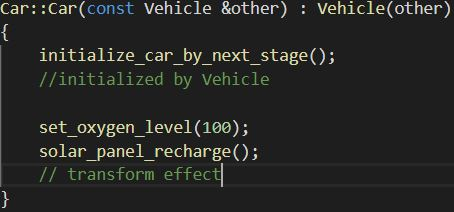 Car::Car(const Vehicle &other) : Vehicle(other)
{
    initialize_car_by_next_stage();
    //initialized by Vehicle
    set_oxygen_level(100);
    solar_panel_recharge();
    // transform effect
}